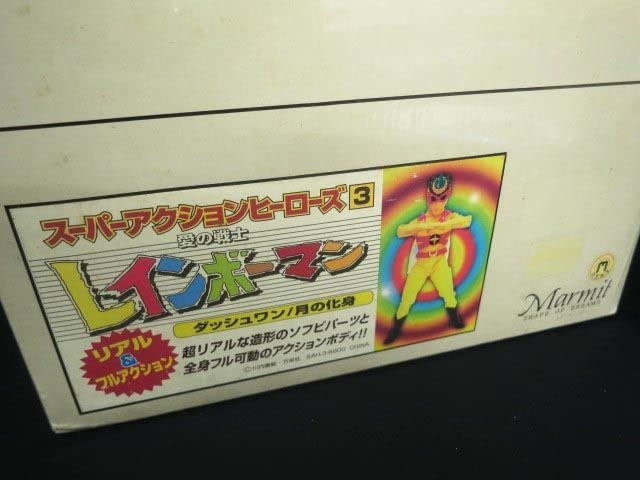 スーパーアクションヒーローズ 3
愛の戦士
レインボーマン
ダッシュワン/月の化身
リアル
&
フルアクション
超リアルな造形のソフビパーツと
全身フル可動のアクションボディ!!
SAH-3-8800 CHINA
Marmit
SHAPE OF DREAMS